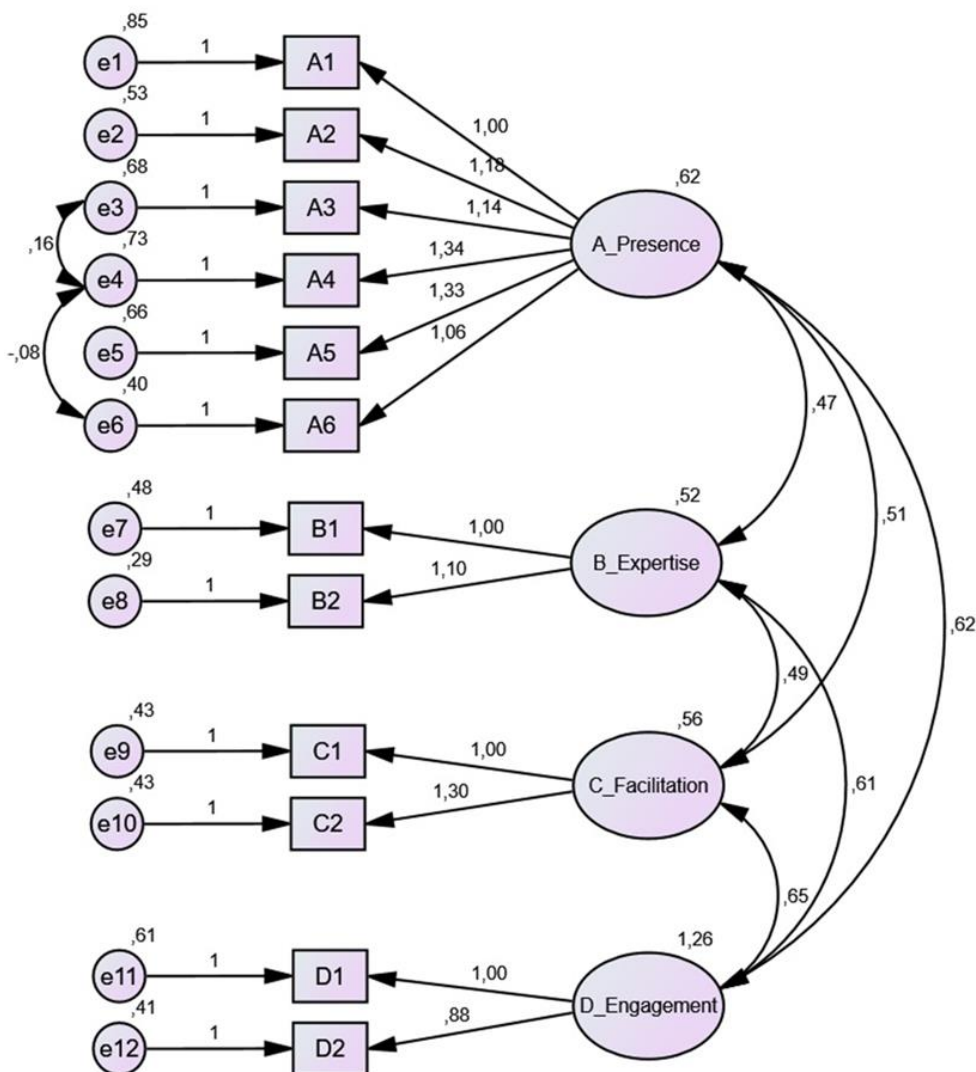 ,85
e1 1 A1
1,00
,53
e2 1 A2
1,18
,68
e3 1 A3
1,14
,62
A_Presence
,16
,73
e4 1 A4
1,34
,66
e5 1 A5
1,33
-,08
,40
e6 1 A6
1,06
,47
,51
,62
,48
e7 1 B1
1,00
,52
B_Expertise
,29
e8 1 B2
1,10
,49
,61
,43
e9 1 C1
1,00
,56
C_Facilitation
,43
e10 1 C2
1,30
,65
,61
e11 1 D1
1,00
1,26
D_Engagement
,41
e12 1 D2
,88